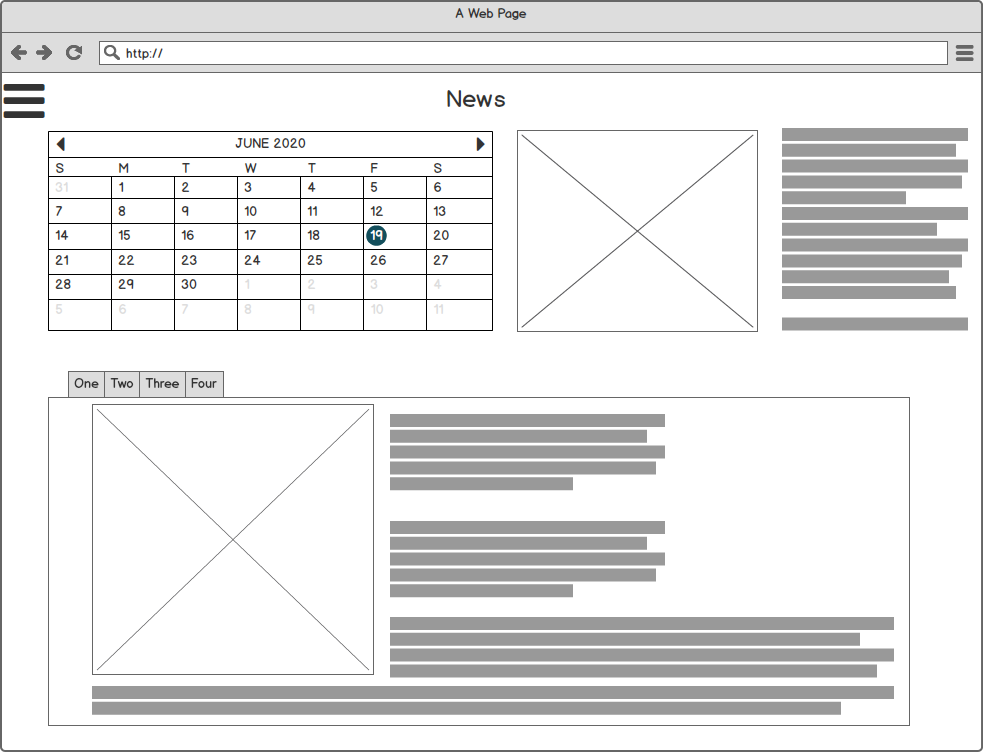 A Web Page
http://
News
JUNE 2020
S M T W T F S
31 1 2 3 4 5 6
7 8 9 10 11 12 13
14 15 16 17 18 19 20
21 22 23 24 25 26 27
28 29 30 1 2 3 4
5 6 7 8 9 10 11
One Two Three Four